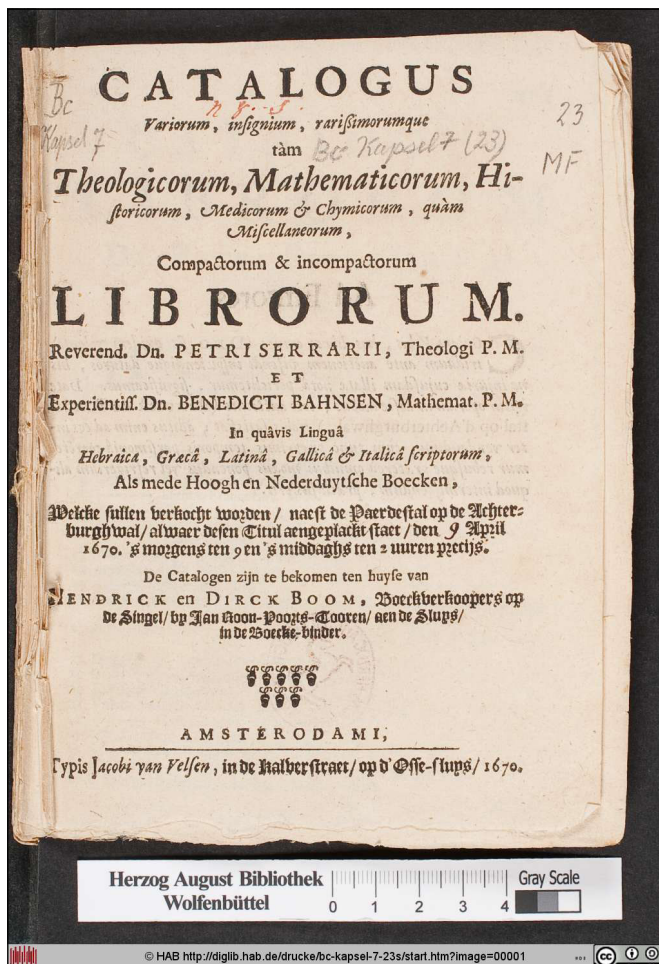 CATALOGUS
Bc
Kapsel 7
n. 8. s.
Variorum, insignium, rarißimorumque
23
tàm
Bc Kapsel 7 (23)
MF
Theologicorum, Mathematicorum, Hi-
ſtoricorum, Medicorum & Chymicorum, quàm
Miſcellaneorum,
Compactorum & incompactorum
LIBRORUM.
Reverend. Dn. PETRI SERRARII, Theologi P. M.
ET
Experientiſſ. Dn. BENEDICTI BAHNSEN, Mathemat. P. M.
In quâvis Linguâ
Hebraica, Græcâ, Latinâ, Gallicâ & Italicâ ſcriptorum,
Als mede Hoogh en Nederduytſche Boecken,
Welcke ſullen verkocht worden / naeſt de Paerdeſtal op de Achter-
burghwal / alwaer deſen Titul aengeplackt ſtaet / den 9 April
1670. 's morgens ten 9 en 's middaghs ten 2 uuren precijs.
De Catalogen zijn te bekomen ten huyſe van
HENDRICK en DIRCK BOOM, Boeckverkoopers op
de Singel / by Jan Roon-Poorts-Tooren / aen de Sluys /
in de Boecke-binder.
AMSTERODAMI,
Typis Jacobi van Velſen, in de Kalverſtraet / op d'Oſſe-ſluys / 1670.
Herzog August Bibliothek
Wolfenbüttel
0 1 2 3 4
Gray Scale
© HAB http://diglib.hab.de/drucke/bc-kapsel-7-23s/start.htm?image=00001
cc